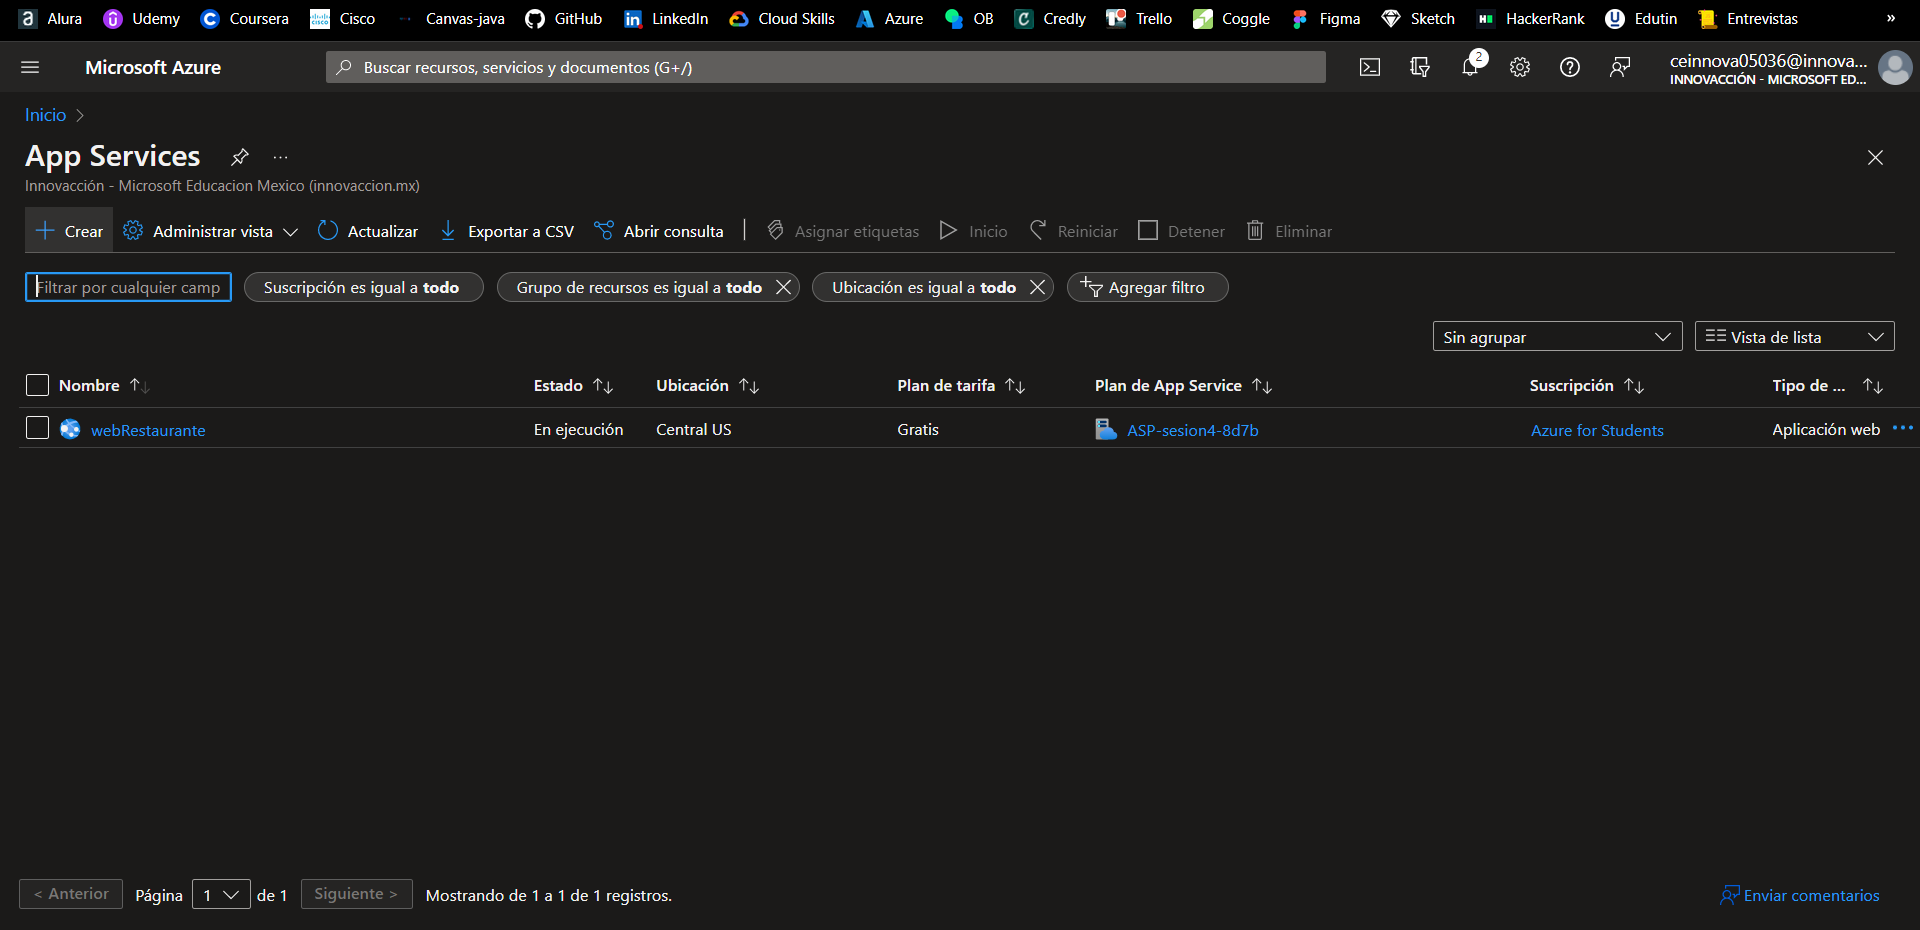 Alura Udemy Coursera Cisco Canvas-java GitHub LinkedIn Cloud Skills Azure OB Credly Trello Coggle Figma Sketch HackerRank Edutin Entrevistas »
Microsoft Azure
Buscar recursos, servicios y documentos (G+/)
2
ceinnova05036@innova...
INNOVACCIÓN - MICROSOFT ED...
Inicio >
App Services ...
Innovacción - Microsoft Educacion Mexico (innovaccion.mx)
Crear Administrar vista Actualizar Exportar a CSV Abrir consulta Asignar etiquetas Inicio Reiniciar Detener Eliminar
Filtrar por cualquier camp Suscripción es igual a todo Grupo de recursos es igual a todo Ubicación es igual a todo Agregar filtro
Sin agrupar Vista de lista
Nombre Estado Ubicación Plan de tarifa Plan de App Service Suscripción Tipo de ...
webRestaurante En ejecución Central US Gratis ASP-sesion4-8d7b Azure for Students Aplicación web ...
< Anterior Página 1 de 1 Siguiente > Mostrando de 1 a 1 de 1 registros. Enviar comentarios